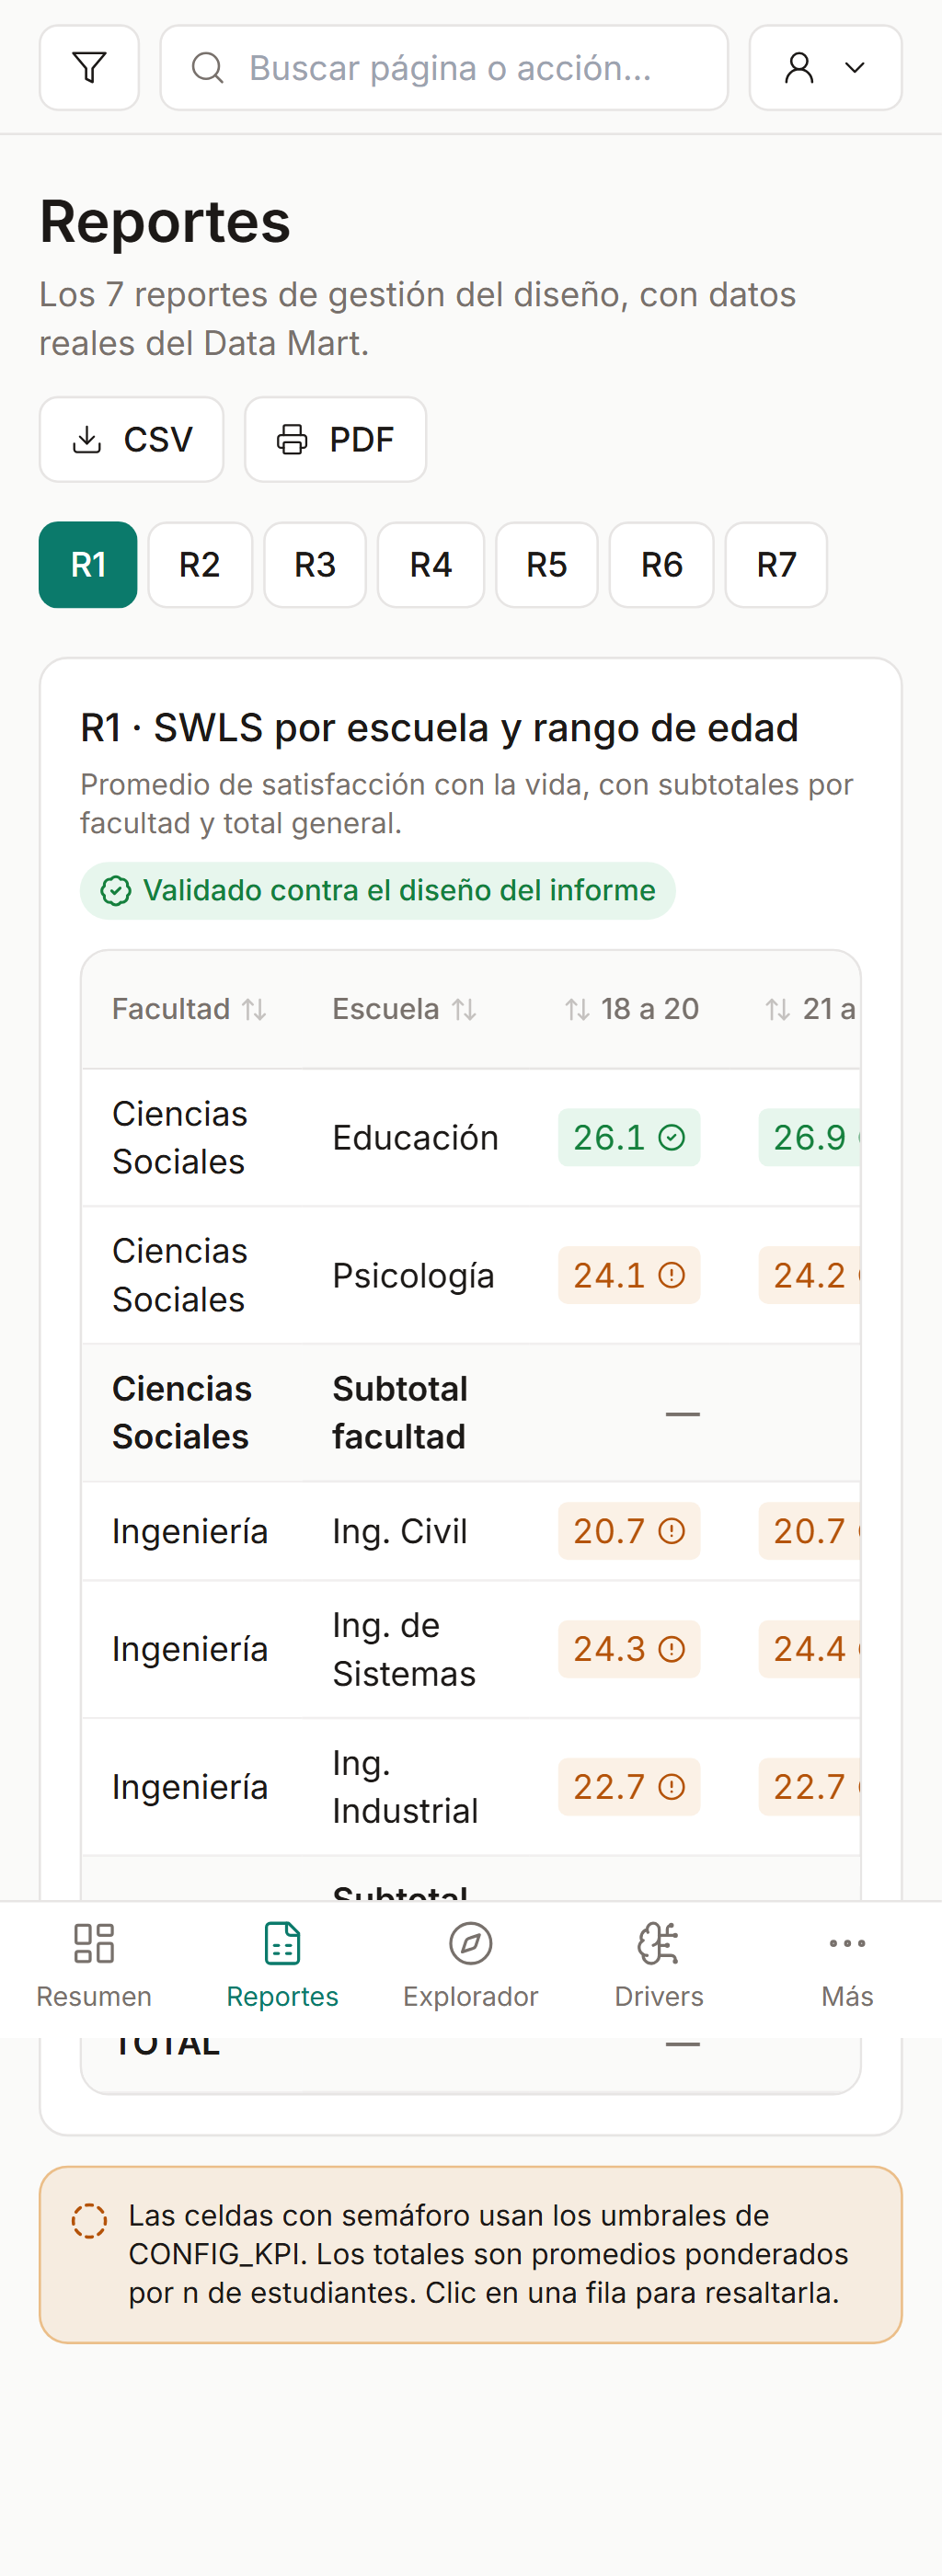 Buscar página o acción...
Reportes
Los 7 reportes de gestión del diseño, con datos
reales del Data Mart.
CSV PDF
R1 R2 R3 R4 R5 R6 R7
R1 · SWLS por escuela y rango de edad
Promedio de satisfacción con la vida, con subtotales por
facultad y total general.
Validado contra el diseño del informe
Facultad Escuela 18 a 20 21 a
Ciencias
Sociales
Educación 26.1 26.9
Ciencias
Sociales
Psicología 24.1 24.2
Ciencias
Sociales
Subtotal
facultad
—
Ingeniería Ing. Civil 20.7 20.7
Ingeniería
Ing. de
Sistemas
24.3 24.4
Ingeniería
Ing.
Industrial
22.7 22.7
Subtotal
Resumen Reportes Explorador Drivers Más
TOTAL —
Las celdas con semáforo usan los umbrales de
CONFIG_KPI. Los totales son promedios ponderados
por n de estudiantes. Clic en una fila para resaltarla.